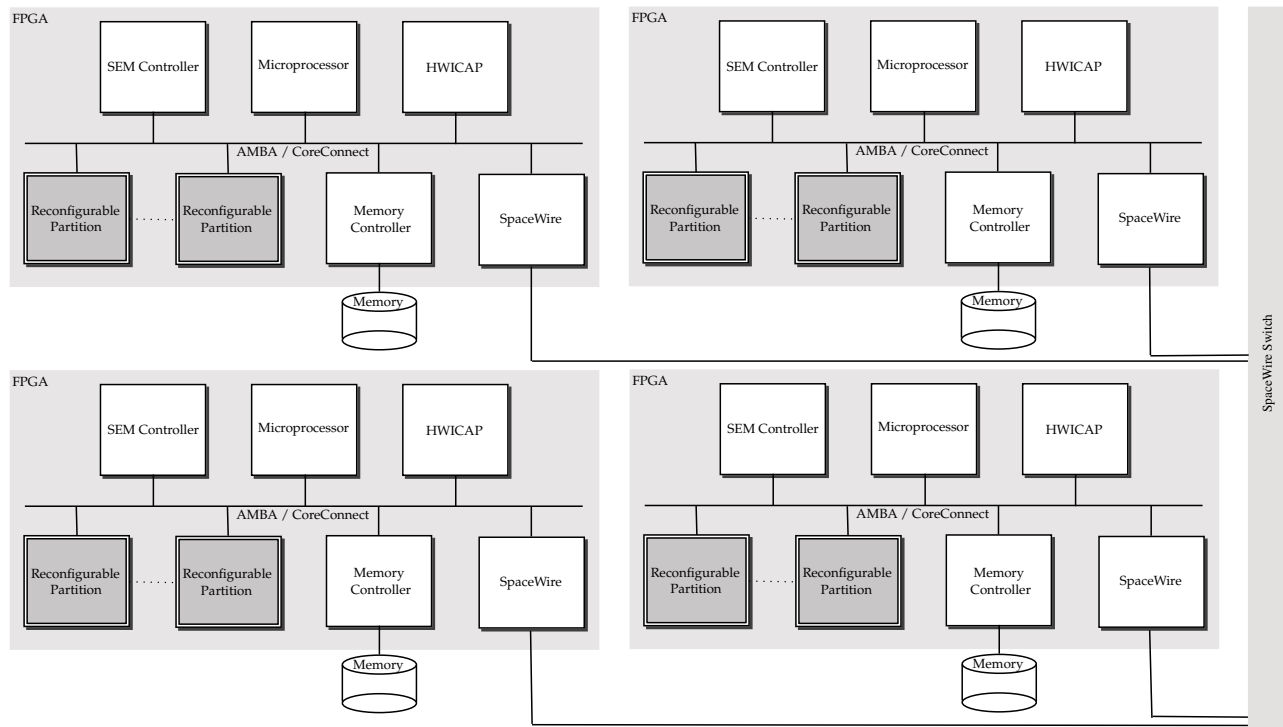 FPGA
SEM Controller
Microprocessor
HWICAP
AMBA / CoreConnect
Reconfigurable
Partition
Reconfigurable
Partition
Memory
Controller
SpaceWire
Memory
FPGA
SEM Controller
Microprocessor
HWICAP
AMBA / CoreConnect
Reconfigurable
Partition
Reconfigurable
Partition
Memory
Controller
SpaceWire
Memory
SpaceWire Switch
FPGA
SEM Controller
Microprocessor
HWICAP
AMBA / CoreConnect
Reconfigurable
Partition
Reconfigurable
Partition
Memory
Controller
SpaceWire
Memory
FPGA
SEM Controller
Microprocessor
HWICAP
AMBA / CoreConnect
Reconfigurable
Partition
Reconfigurable
Partition
Memory
Controller
SpaceWire
Memory